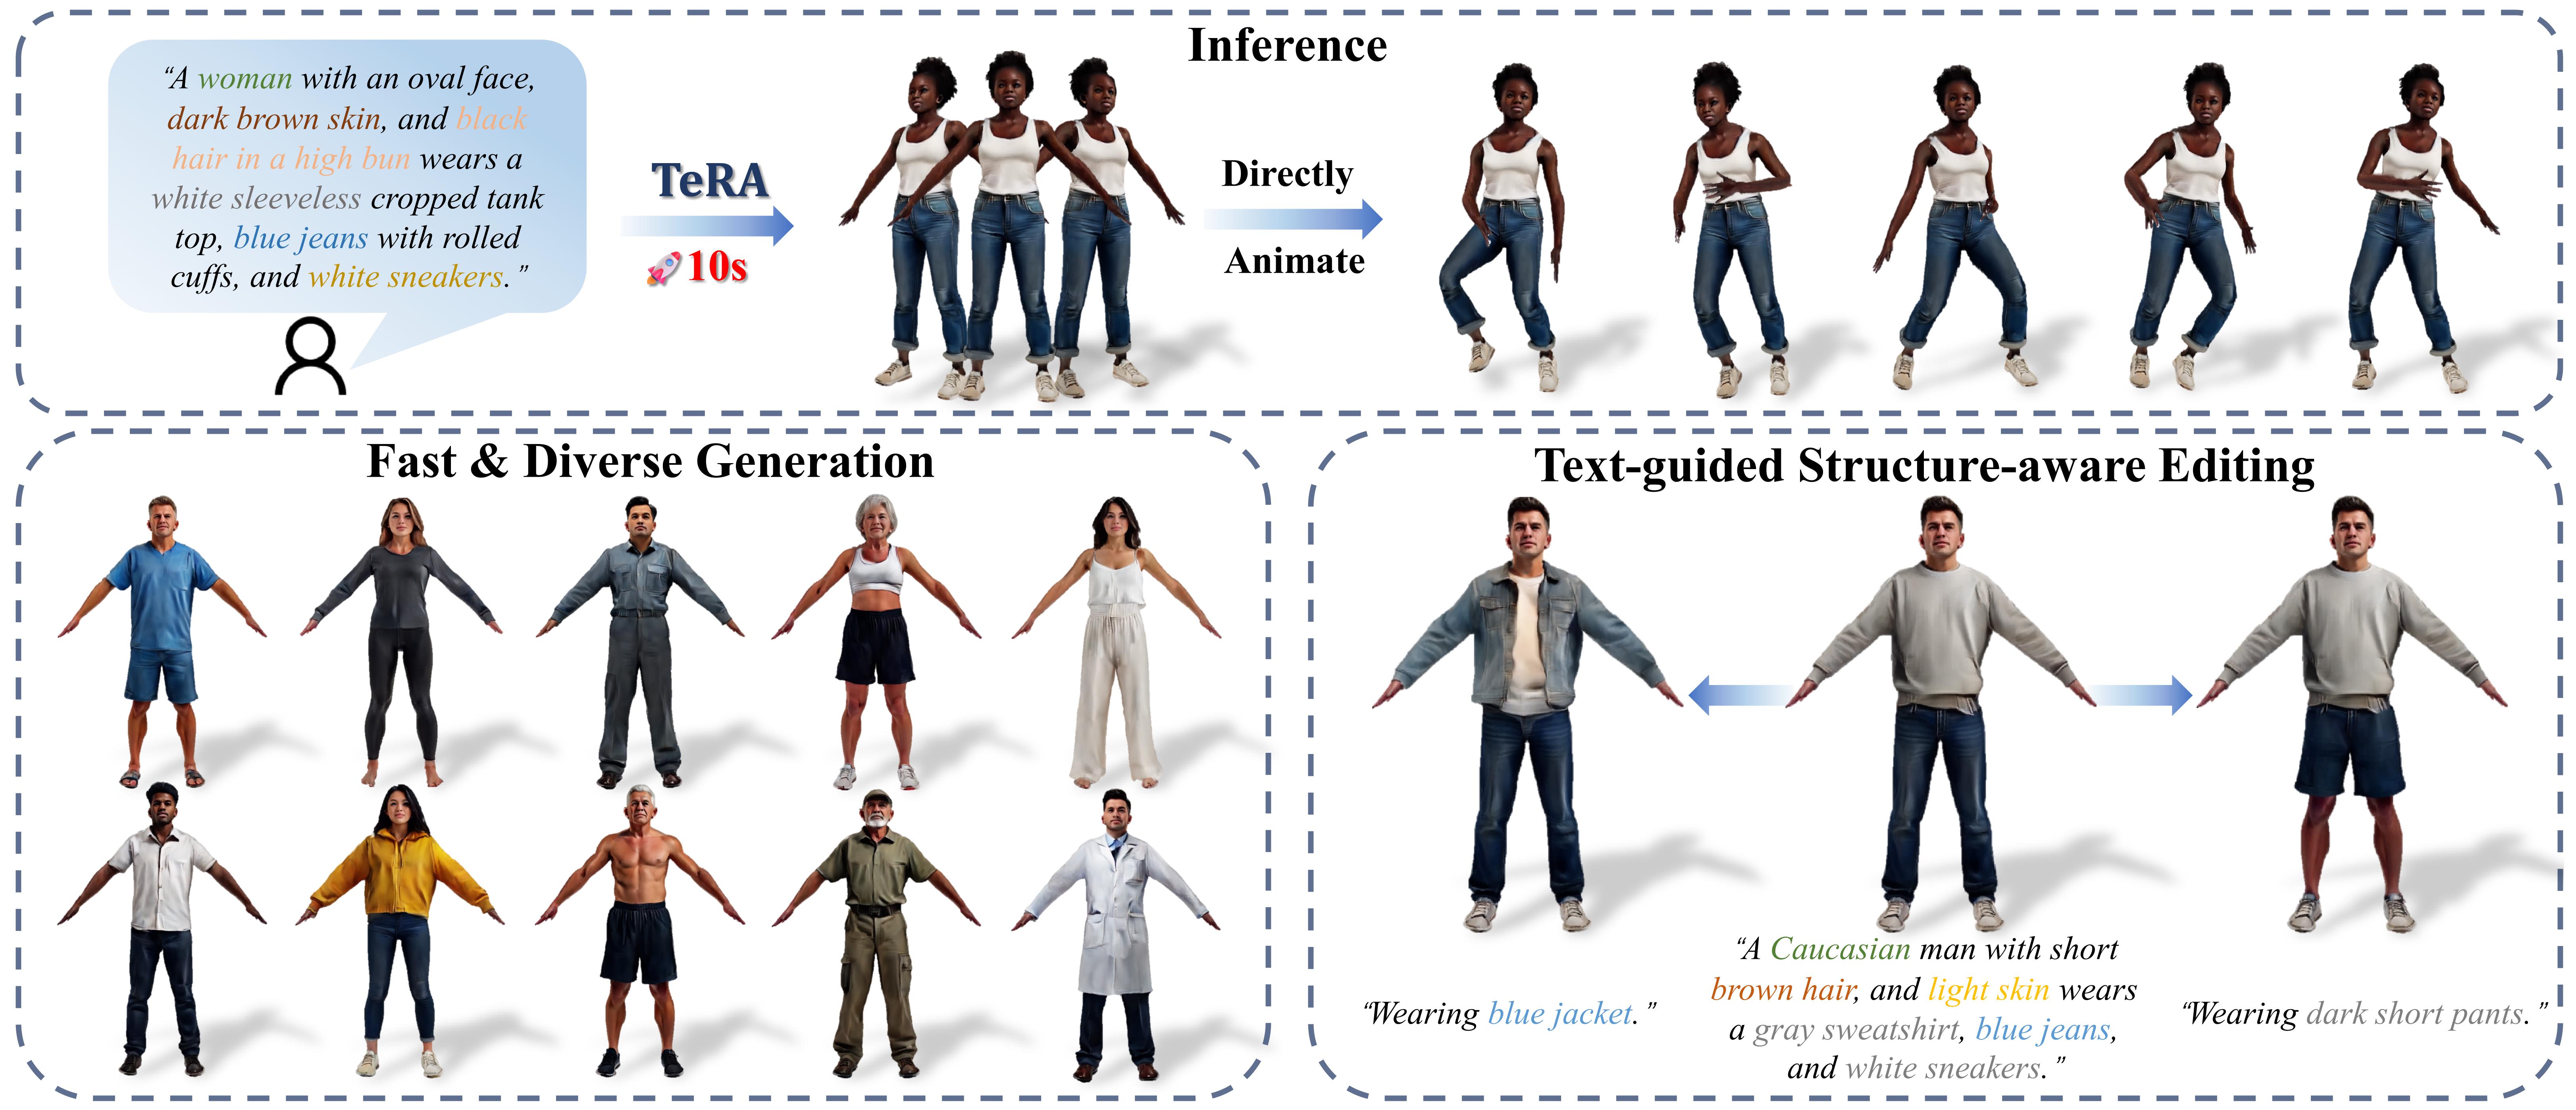 Inference
“A woman with an oval face,
dark brown skin, and black
hair in a high bun wears a
white sleeveless cropped tank
top, blue jeans with rolled
cuffs, and white sneakers.”
TeRA
10s
Directly
Animate
Fast & Diverse Generation
Text-guided Structure-aware Editing
“Wearing blue jacket.”
“A Caucasian man with short
brown hair, and light skin wears
a gray sweatshirt, blue jeans,
and white sneakers.”
“Wearing dark short pants.”